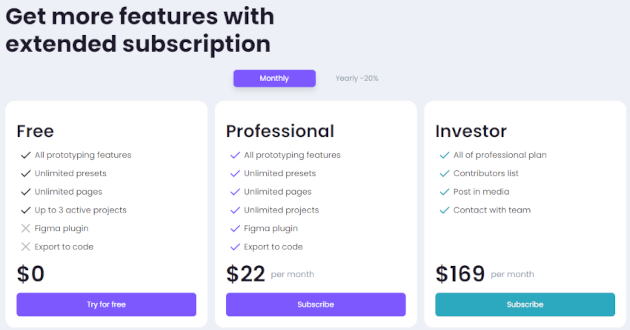 Get more features with
extended subscription
Monthly
Yearly -20%
Free
All prototyping features
Unlimited presets
Unlimited pages
Up to 3 active projects
Figma plugin
Export to code
$0
Try for free
Professional
All prototyping features
Unlimited presets
Unlimited pages
Unlimited projects
Figma plugin
Export to code
$22 per month
Subscribe
Investor
All of professional plan
Contributors list
Post in media
Contact with team
$169 per month
Subscribe